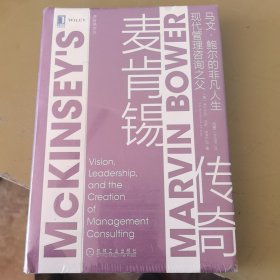 WILEY
McKINSEY'S
MARVIN BOWER
麦肯锡
传奇
现代管理咨询之父
马文·鲍尔的非凡人生
Vision,
Leadership,
and the
Creation
of
Management
Consulting
机械工业出版社